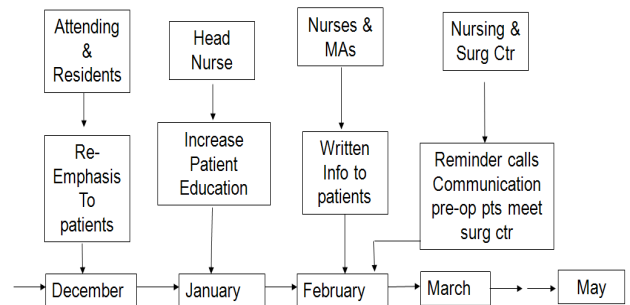 Attending
&
Residents
Head
Nurse
Nurses &
MAs
Nursing &
Surg Ctr
Re-
Emphasis
To
patients
Increase
Patient
Education
Written
Info to
patients
Reminder calls
Communication
pre-op pts meet
surg ctr
December
January
February
March
May